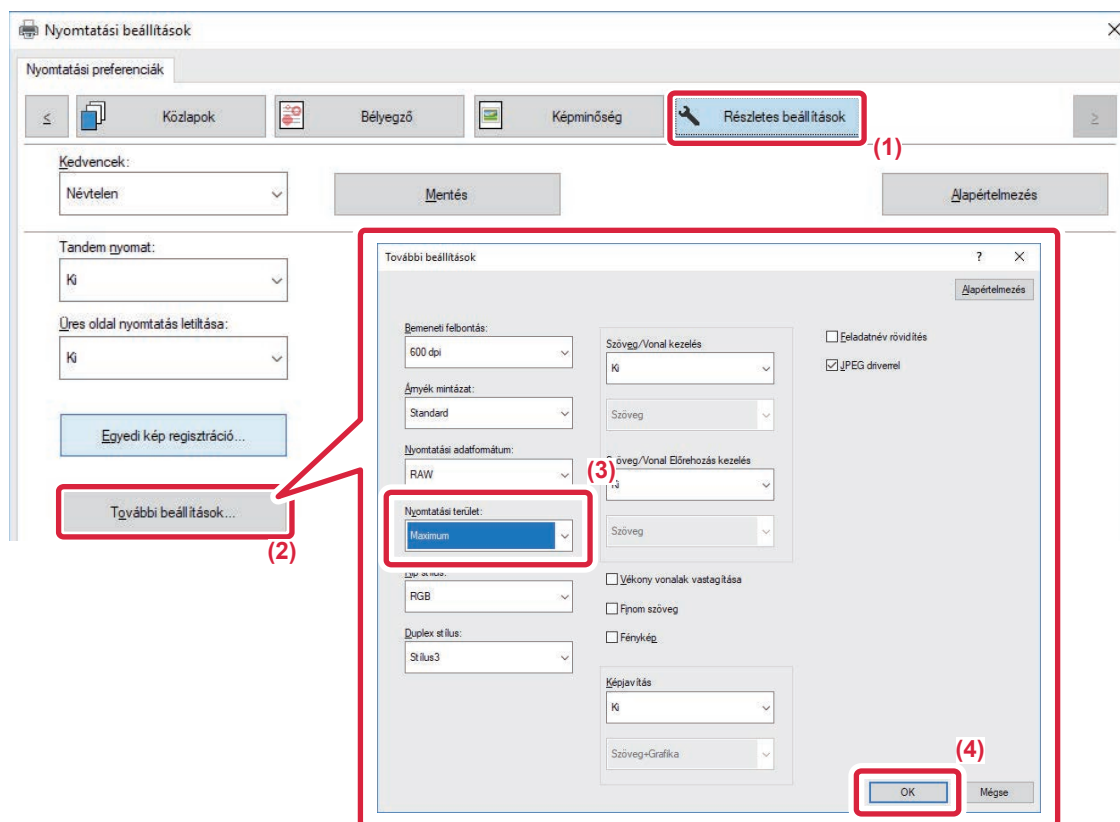 Nyomtatási beállítások
Nyomtatási preferenciák
<
Közlapok
Bélyegző
Képminőség
Részletes beállítások
>
(1)
Kedvencek:
Névtelen
Mentés
Alapértelmezés
Tandem nyomat:
Ki
Üres oldal nyomtatás letiltása:
Ki
Egyedi kép regisztráció...
További beállítások...
(2)
További beállítások
?
Alapértelmezés
Bemeneti felbontás:
600 dpi
Árnyék mintázat:
Standard
Nyomtatási adatformátum:
RAW
(3)
Nyomtatási terület:
Maximum
Rip stílus:
RGB
Duplex stílus:
Stílus3
Szöveg/Vonal kezelés
Ki
Szöveg
Szöveg/Vonal Előrehozás kezelés
Ki
Szöveg
Vékony vonalak vastagítása
Finom szöveg
Fénykép
Képjavítás
Ki
Szöveg+Grafika
Feladatnév rövidítés
JPEG driverrel
(4)
OK
Mégse